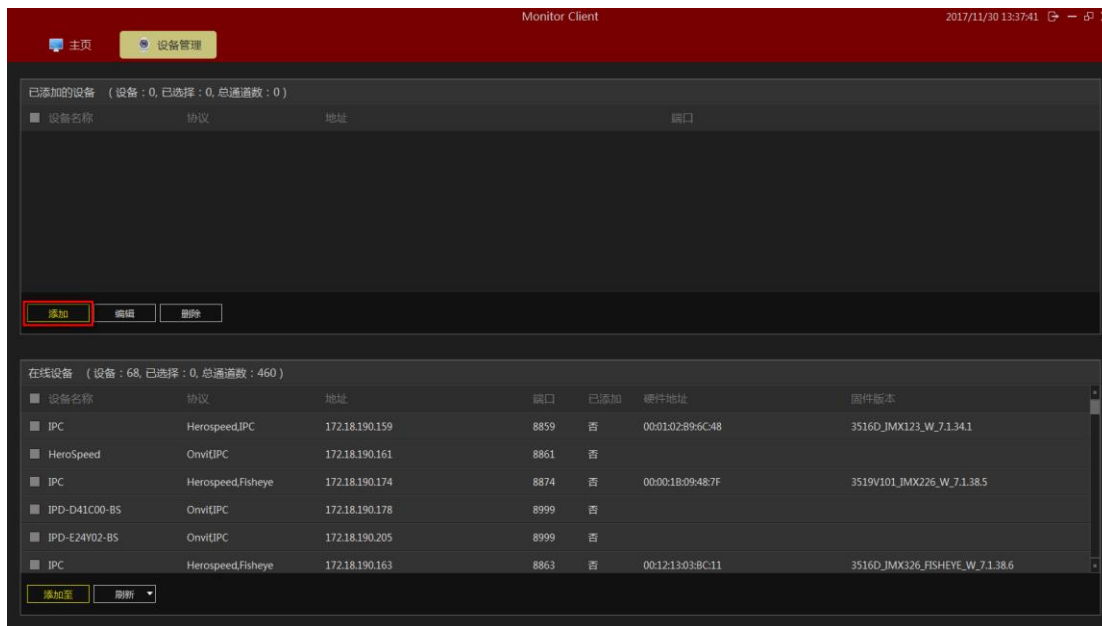 Monitor Client 2017/11/30 13:37:41
主页 设备管理
已添加的设备 （设备：0, 已选择：0, 总通道数：0）
设备名称 协议 地址 端口
添加 编辑 删除
在线设备 （设备：68, 已选择：0, 总通道数：460）
设备名称 协议 地址 端口 已添加 硬件地址 固件版本
IPC Herospeed,IPC 172.18.190.159 8859 否 00:01:02:B9:6C:48 3516D_IMX123_W_7.1.34.1
HeroSpeed Onvif,IPC 172.18.190.161 8861 否
IPC Herospeed,Fisheye 172.18.190.174 8874 否 00:00:1B:09:48:7F 3519V101_IMX226_W_7.1.38.5
IPD-D41C00-BS Onvif,IPC 172.18.190.178 8999 否
IPD-E24Y02-BS Onvif,IPC 172.18.190.205 8999 否
IPC Herospeed,Fisheye 172.18.190.163 8863 否 00:12:13:03:BC:11 3516D_IMX326_FISHEYE_W_7.1.38.6
添加至 刷新